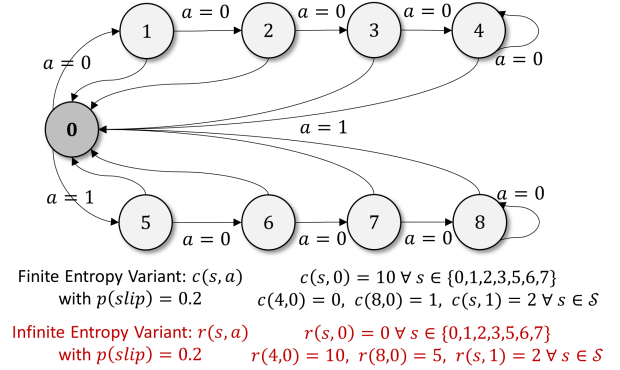 a = 0 a = 0 a = 0
1 2 3 4
a = 0 a = 0
0 a = 1
a = 1 a = 0
5 6 7 8
a = 0 a = 0 a = 0
Finite Entropy Variant: c(s, a) c(s, 0) = 10 ∀ s ∈ {0,1,2,3,5,6,7}
with p(slip) = 0.2 c(4,0) = 0, c(8,0) = 1, c(s, 1) = 2 ∀ s ∈ 𝒮
Infinite Entropy Variant: r(s, a) r(s, 0) = 0 ∀ s ∈ {0,1,2,3,5,6,7}
with p(slip) = 0.2 r(4,0) = 10, r(8,0) = 5, r(s, 1) = 2 ∀ s ∈ 𝒮